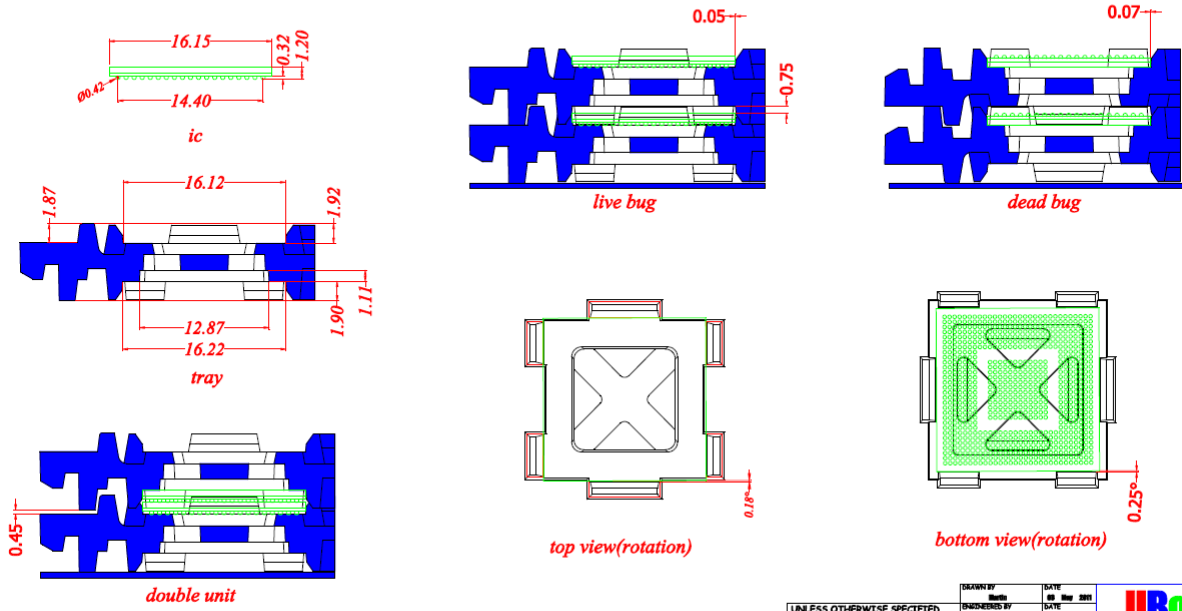 16.15
0.32
1.20
Ø0.42
14.40
ic
0.05
0.75
live bug
0.07
dead bug
1.87
16.12
1.92
1.11
1.90
12.87
16.22
tray
0.45
double unit
0.18°
top view(rotation)
0.25°
bottom view(rotation)
DRAWN BY
DATE
05 May 2011
UNLESS OTHERWISE SPECIFIED
ENGINEERED BY
DATE